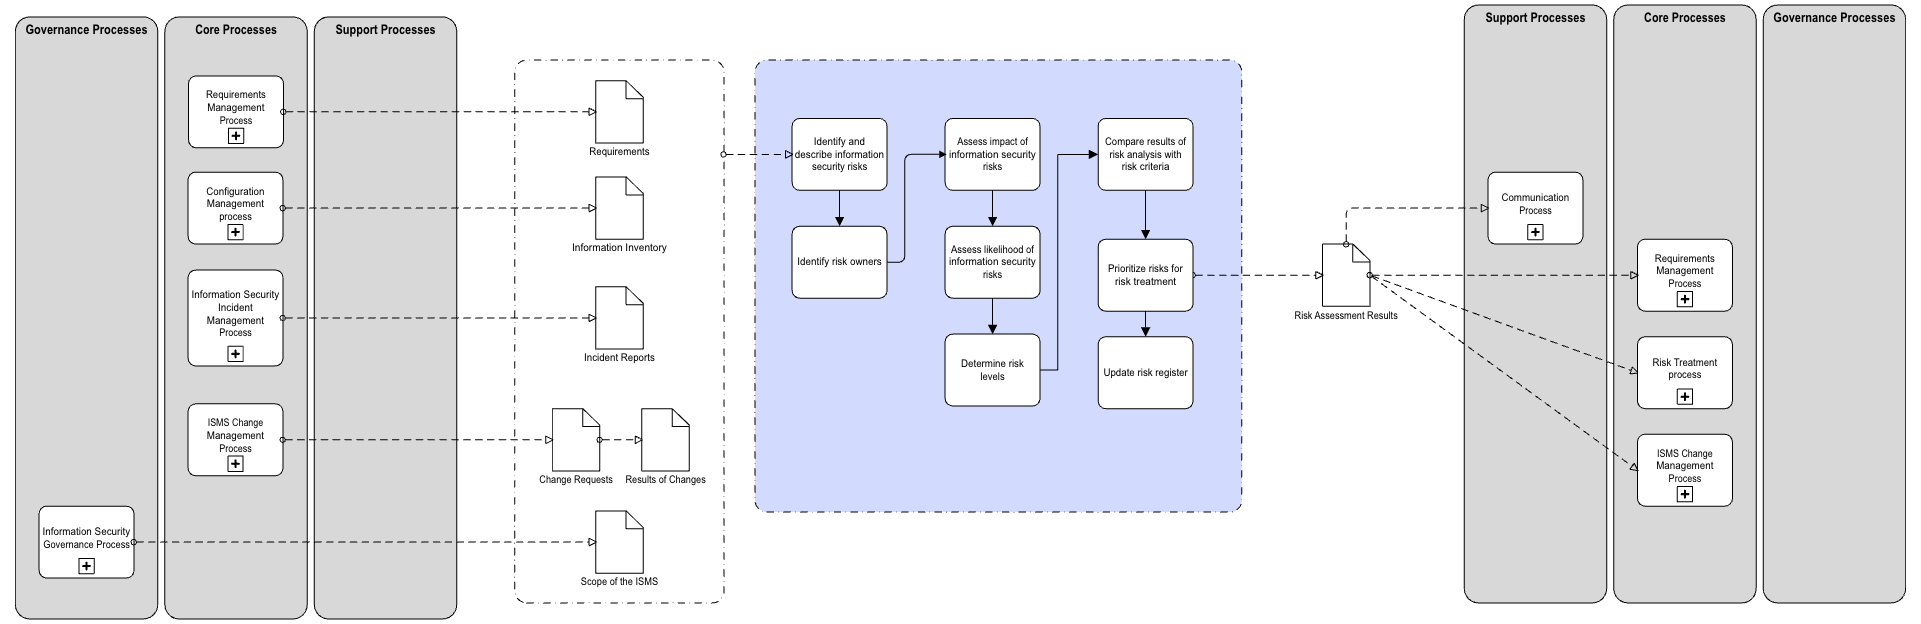 Governance Processes
Core Processes
Support Processes
Requirements
Management
Process
Configuration
Management
process
Information Security
Incident
Management
Process
ISMS Change
Management
Process
Information Security
Governance Process
Requirements
Information Inventory
Incident Reports
Change Requests
Results of Changes
Scope of the ISMS
Identify and
describe information
security risks
Identify risk owners
Assess impact of
information security
risks
Assess likelihood of
information security
risks
Determine risk
levels
Compare results of
risk analysis with
risk criteria
Prioritize risks for
risk treatment
Update risk register
Risk Assessment Results
Support Processes
Core Processes
Governance Processes
Communication
Process
Requirements
Management
Process
Risk Treatment
process
ISMS Change
Management
Process